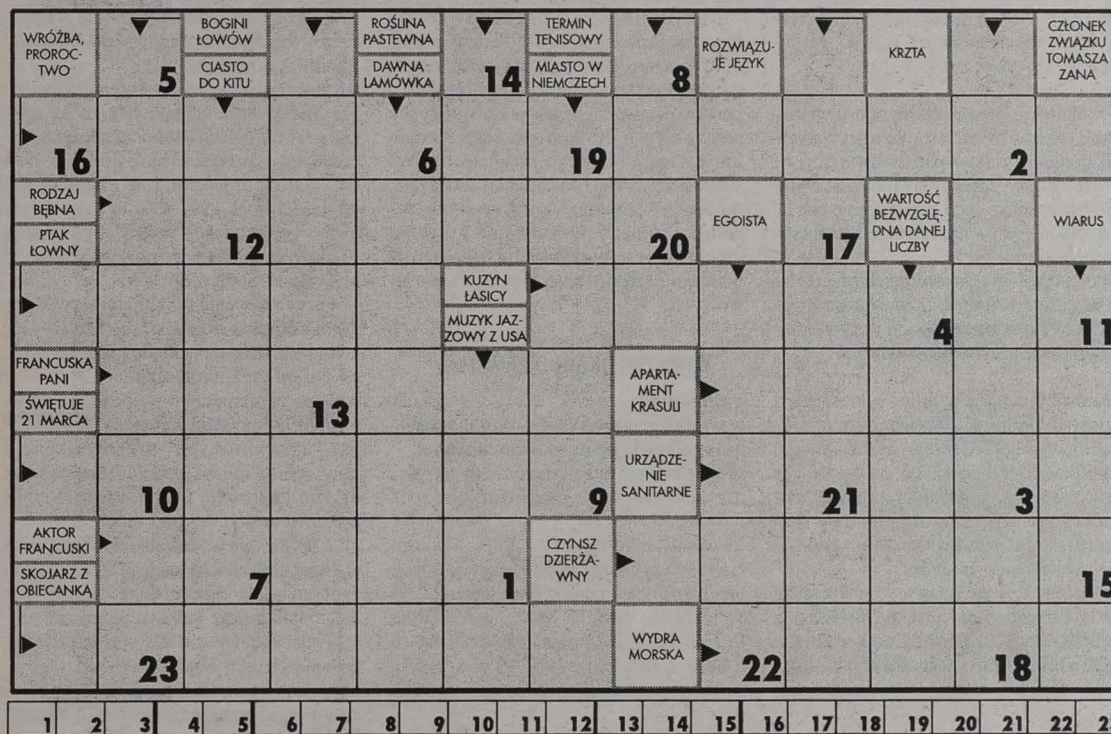 WRÓŻBA,
PROROC-
TWO
5
BOGINI
ŁOWÓW
CIASTO
DO KITU
ROŚLINA
PASTEWNA
DAWNA
LAMÓWKA
14
TERMIN
TENISOWY
MIASTO W
NIEMCZECH
8
ROZWIĄZU-
JE JĘZYK
KRZTA
CZŁONEK
ZWIĄZKU
TOMASZA
ZANA
16
6
19
2
RODZAJ
BĘBNA
PTAK
ŁOWNY
12
20
EGOISTA
17
WARTOŚĆ
BEZWZGLĘ-
DNA DANEJ
LICZBY
WIARUS
KUZYN
ŁASICY
MUZYK JAZ-
ZOWY Z USA
4
11
FRANCUSKA
PANI
ŚWIĘTUJE
21 MARCA
13
APARTA-
MENT
KRASULI
10
9
URZĄDZE-
NIE
SANITARNE
21
3
AKTOR
FRANCUSKI
SKOJARZ Z
OBIECANKĄ
7
1
CZYNSZ
DZIERŻA-
WNY
15
23
WYDRA
MORSKA
22
18
1 2 3 4 5 6 7 8 9 10 11 12 13 14 15 16 17 18 19 20 21 22